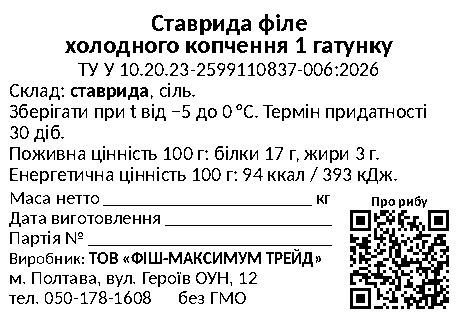 Ставрида філе
холодного копчення 1 гатунку
ТУ У 10.20.23-2599110837-006:2026
Склад: ставрида, сіль.
Зберігати при t від −5 до 0 °С. Термін придатності
30 діб.
Поживна цінність 100 г: білки 17 г, жири 3 г.
Енергетична цінність 100 г: 94 ккал / 393 кДж.
Маса нетто ______________________ кг
Дата виготовлення _________________
Партія № _________________________
Про рибу
Виробник: ТОВ «ФІШ-МАКСИМУМ ТРЕЙД»
м. Полтава, вул. Героїв ОУН, 12
тел. 050-178-1608 без ГМО